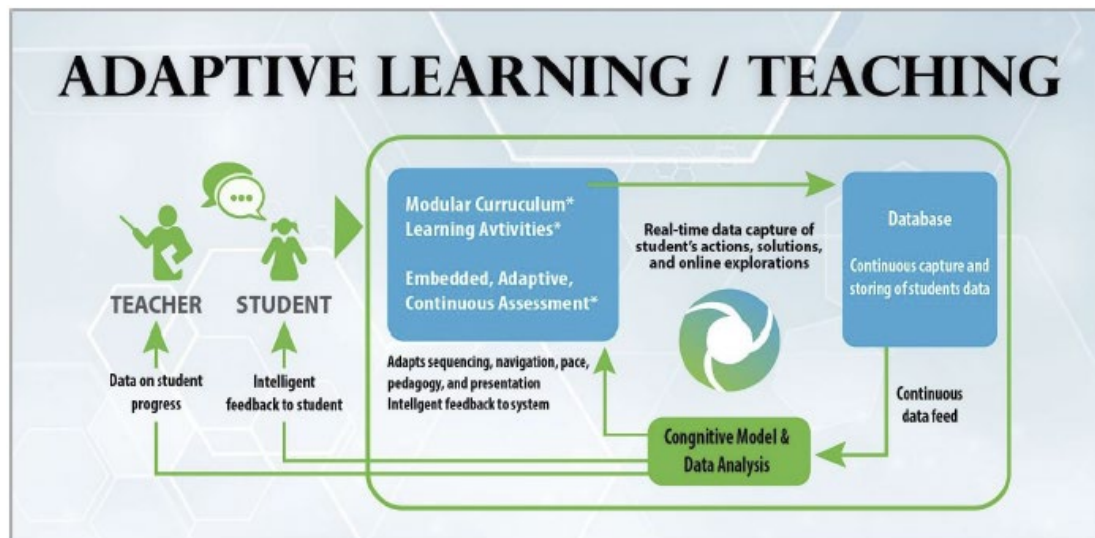 ADAPTIVE LEARNING / TEACHING
TEACHER
STUDENT
Data on student
progress
Intelligent
feedback to student
Modular Curruculum*
Learning Avtivities*
Embedded, Adaptive,
Continuous Assessment*
Adapts sequencing, navigation, pace,
pedagogy, and presentation
Intelligent feedback to system
Real-time data capture of
student's actions, solutions,
and online explorations
Database
Continuous capture and
storing of students data
Continuous
data feed
Congnitive Model &
Data Analysis